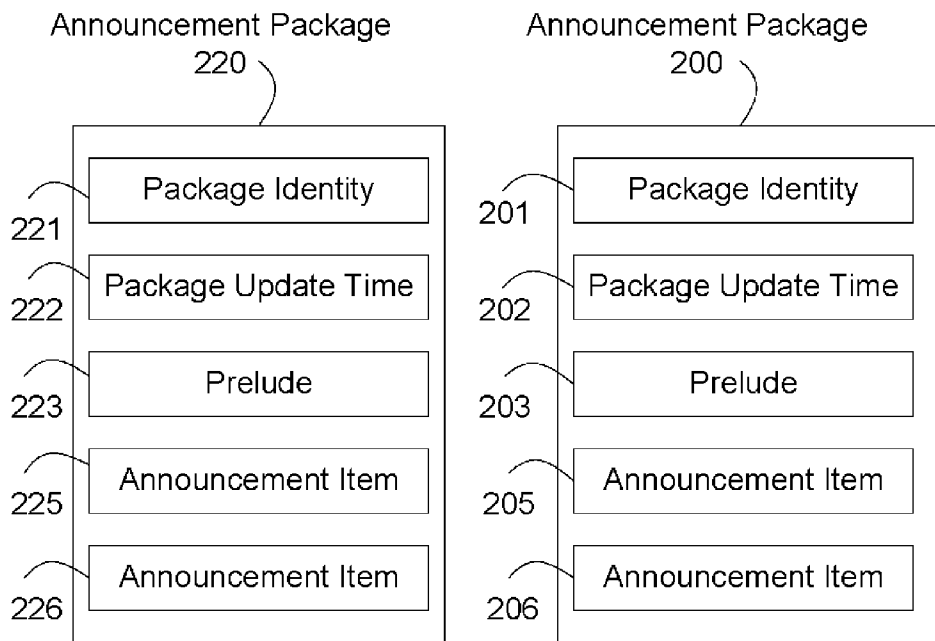 Announcement Package
220
Package Identity
221
Package Update Time
222
Prelude
223
Announcement Item
225
Announcement Item
226
Announcement Package
200
Package Identity
201
Package Update Time
202
Prelude
203
Announcement Item
205
Announcement Item
206